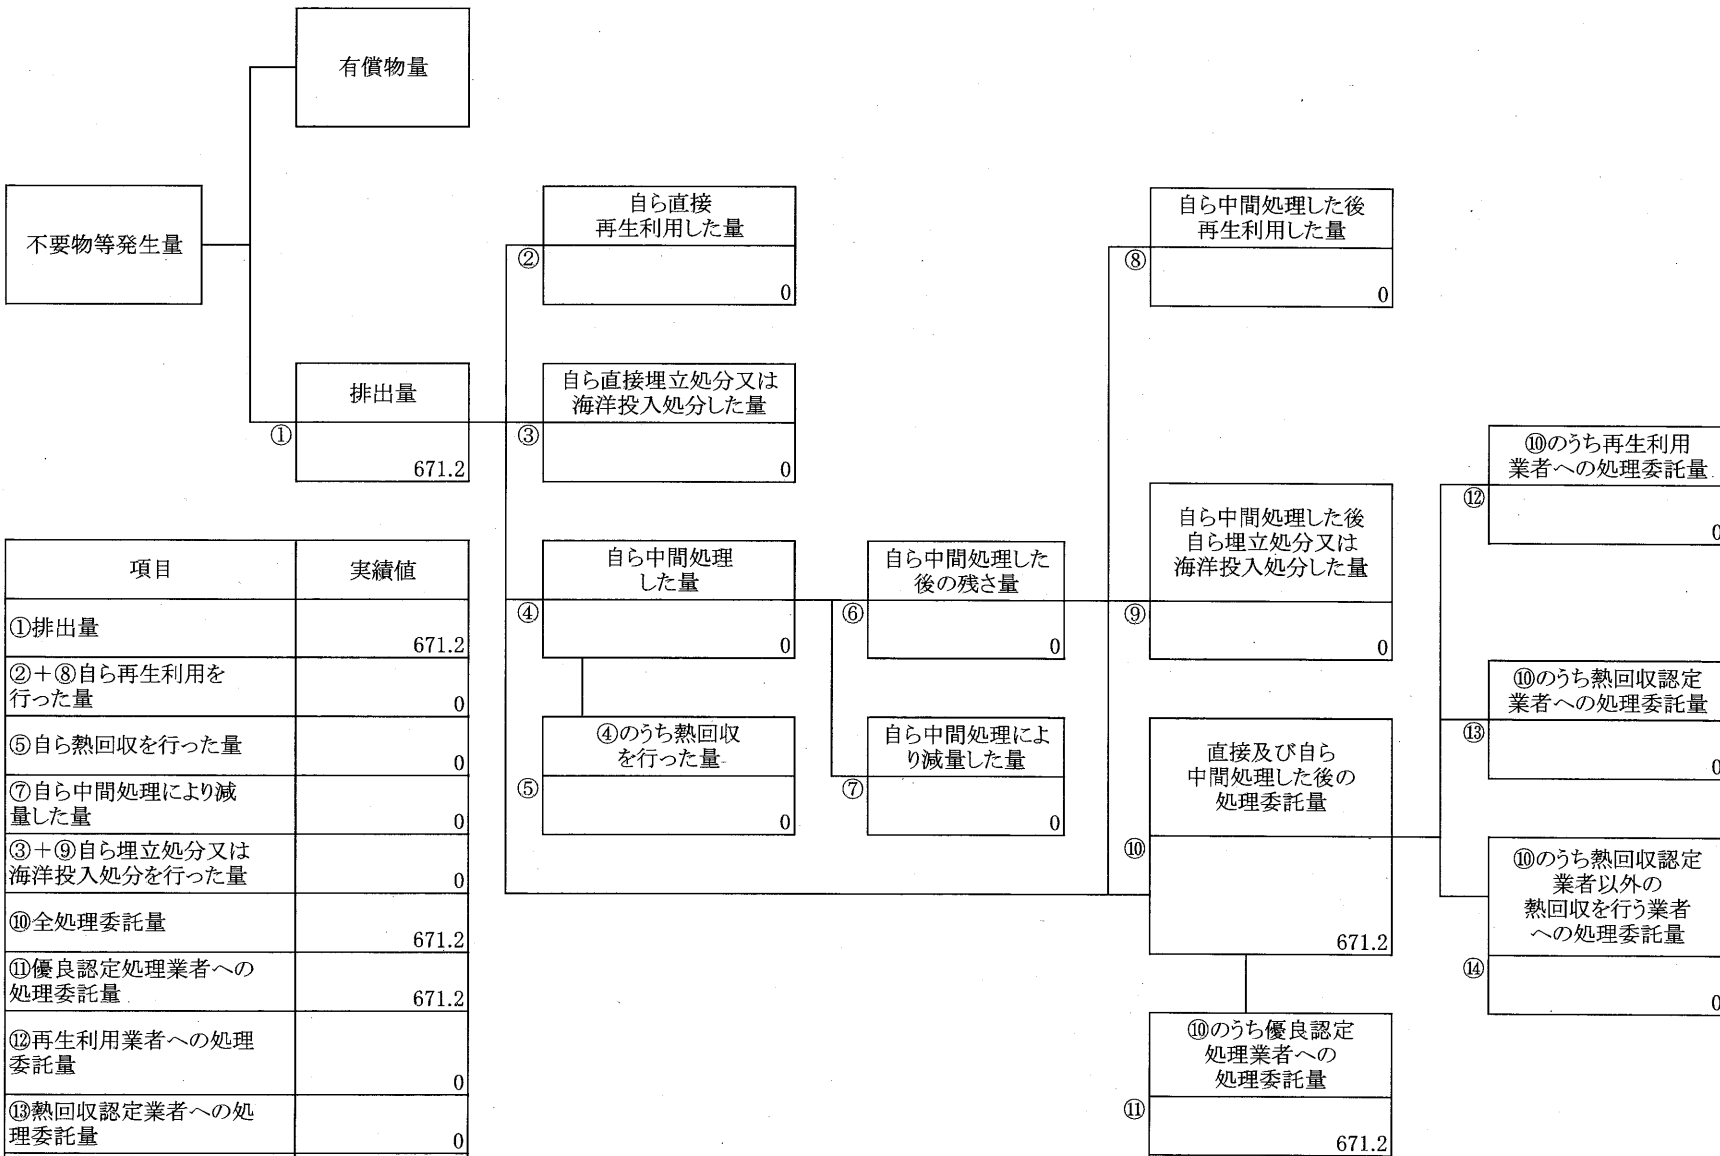 有償物量
不要物等発生量
排出量
①
671.2
自ら直接
再生利用した量
②
0
自ら直接埋立処分又は
海洋投入処分した量
③
0
自ら中間処理
した量
④
0
④のうち熱回収
を行った量
⑤
0
自ら中間処理した
後の残さ量
⑥
0
自ら中間処理によ
り減量した量
⑦
0
自ら中間処理した後
再生利用した量
⑧
0
自ら中間処理した後
自ら埋立処分又は
海洋投入処分した量
⑨
0
直接及び自ら
中間処理した後の
処理委託量
⑩
671.2
⑩のうち優良認定
処理業者への
処理委託量
⑪
671.2
⑩のうち再生利用
業者への処理委託量
⑫
0
⑩のうち熱回収認定
業者への処理委託量
⑬
0
⑩のうち熱回収認定
業者以外の
熱回収を行う業者
への処理委託量
⑭
0
項目 実績値
①排出量
671.2
②＋⑧自ら再生利用を
行った量
0
⑤自ら熱回収を行った量
0
⑦自ら中間処理により減
量した量
0
③＋⑨自ら埋立処分又は
海洋投入処分を行った量
0
⑩全処理委託量
671.2
⑪優良認定処理業者への
処理委託量
671.2
⑫再生利用業者への処理
委託量
0
⑬熱回収認定業者への処
理委託量
0